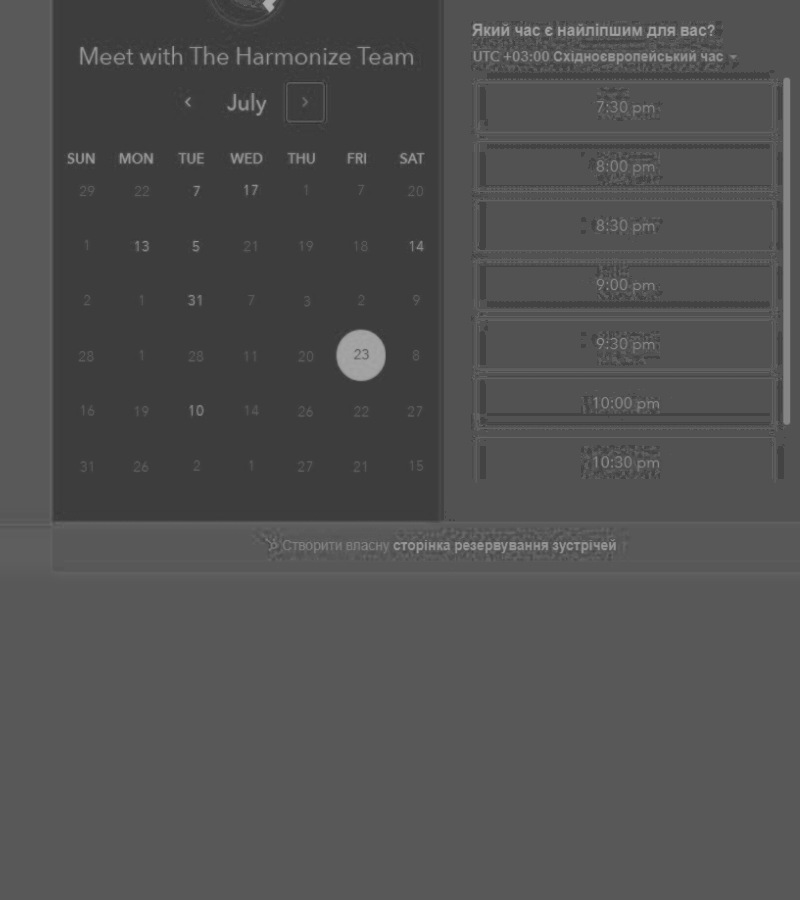 Meet with The Harmonize Team
July
SUN MON TUE WED THU FRI SAT
29 22 7 17 1 7 20
1 13 5 21 19 18 14
2 1 31 7 3 2 9
28 1 28 11 20 23 8
16 19 10 14 26 22 27
31 26 2 1 27 21 15
Який час є найліпшим для вас?
UTC +03:00 Східноєвропейський час
7:30 pm
8:00 pm
8:30 pm
9:00 pm
9:30 pm
10:00 pm
10:30 pm
Створити власну сторінка резервування зустрічей